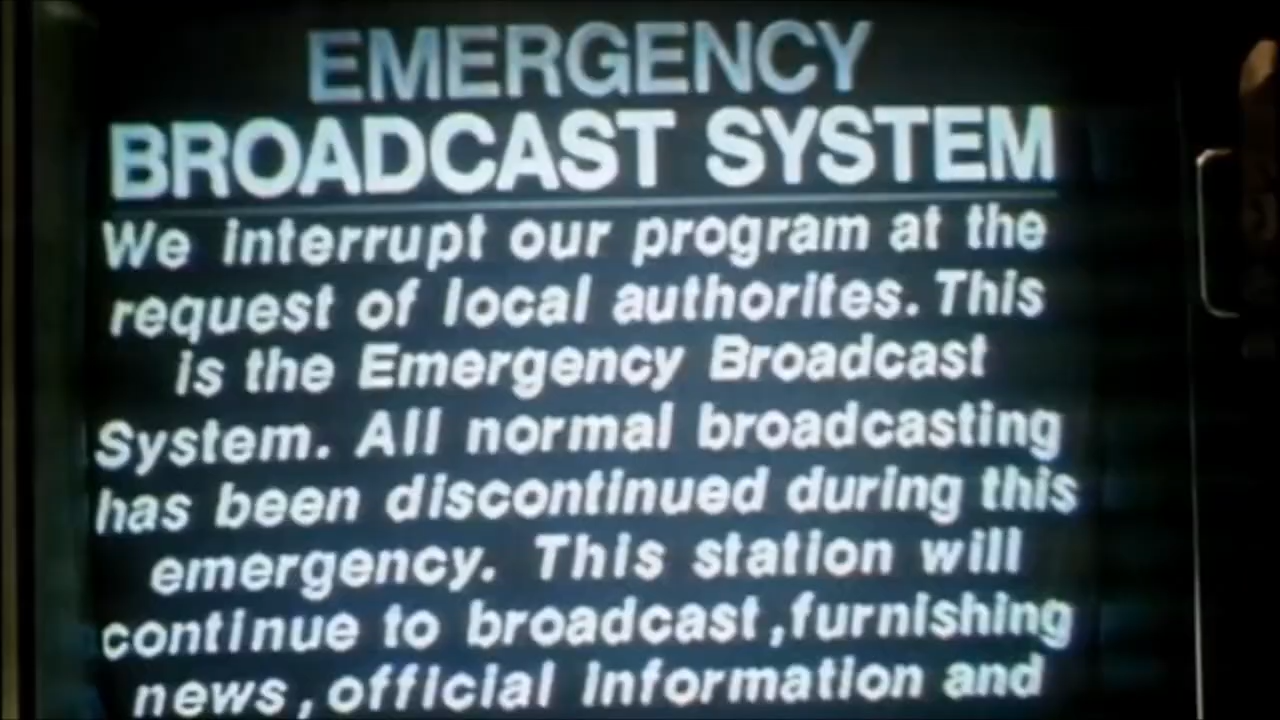 EMERGENCY
BROADCAST SYSTEM
We interrupt our program at the
request of local authorites. This
is the Emergency Broadcast
System. All normal broadcasting
has been discontinued during this
emergency. This station will
continue to broadcast,furnishing
news,official information and